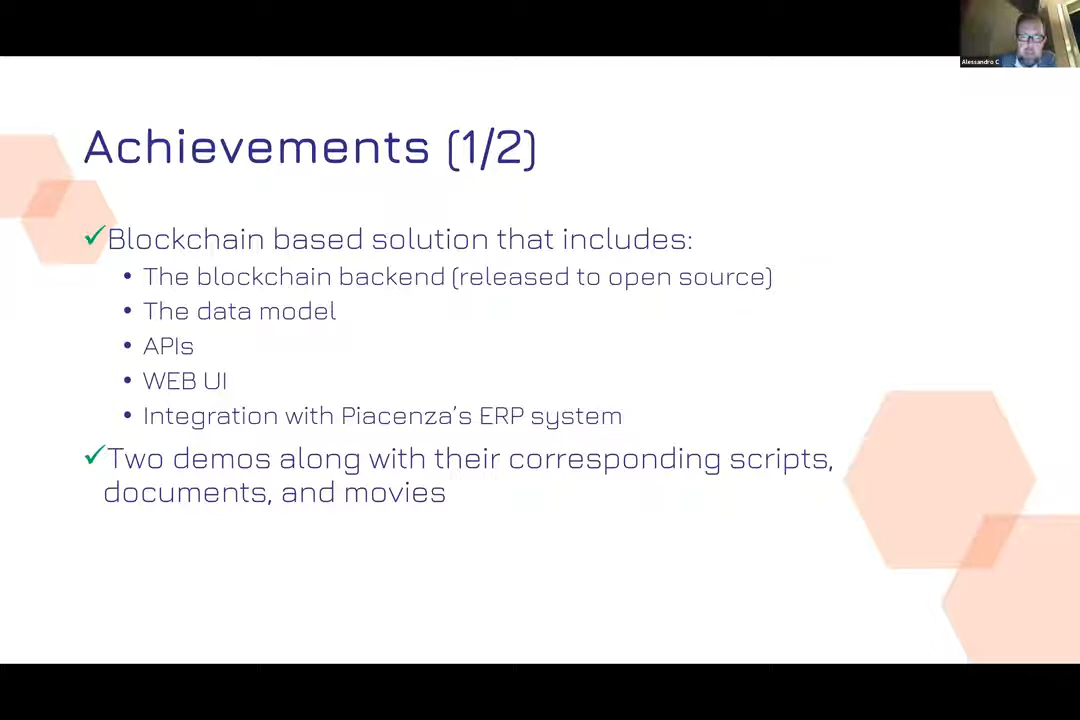 Alessandro C
Achievements (1/2)
✓Blockchain based solution that includes:
• The blockchain backend (released to open source)
• The data model
• APIs
• WEB UI
• Integration with Piacenza's ERP system
✓Two demos along with their corresponding scripts,
documents, and movies